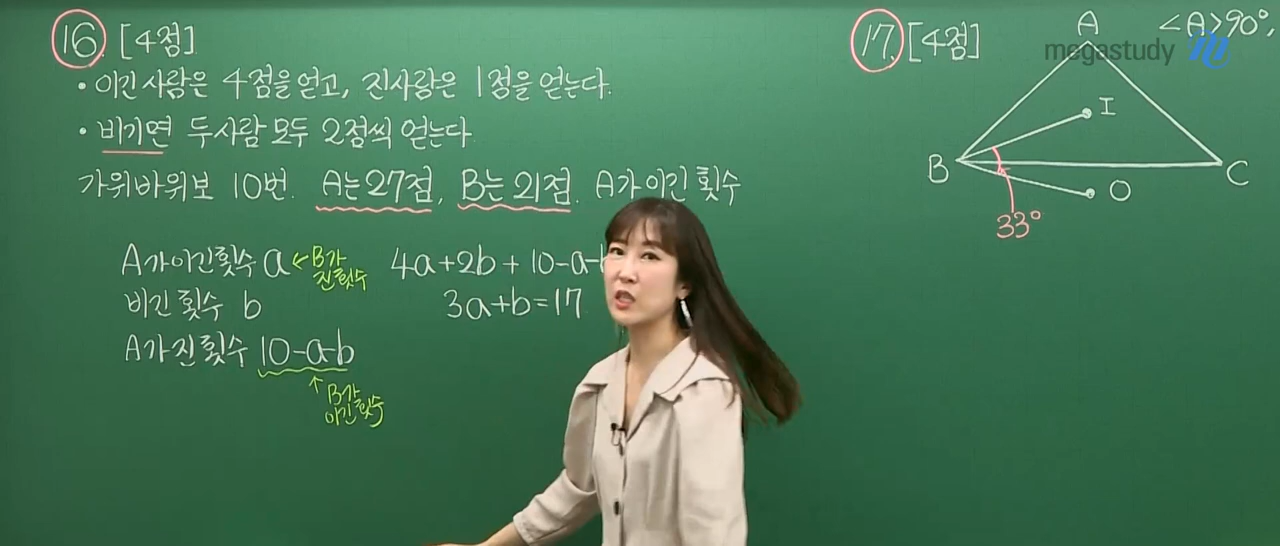 16. [4점]
• 이긴 사람은 4점을 얻고, 진사람은 1점을 얻는다.
• 비기면 두사람 모두 2점씩 얻는다
가위바위보 10번. A는 27점, B는 21점. A가 이긴 횟수
A가 이긴 횟수 a ← B가
진 횟수
비긴 횟수 b
A가 진 횟수 10-a-b
↑ B가
이긴 횟수
4a+2b+10-a-
3a+b=17
17. [4점]
megastudy
A
<A>90°,
I
B
C
O
33°